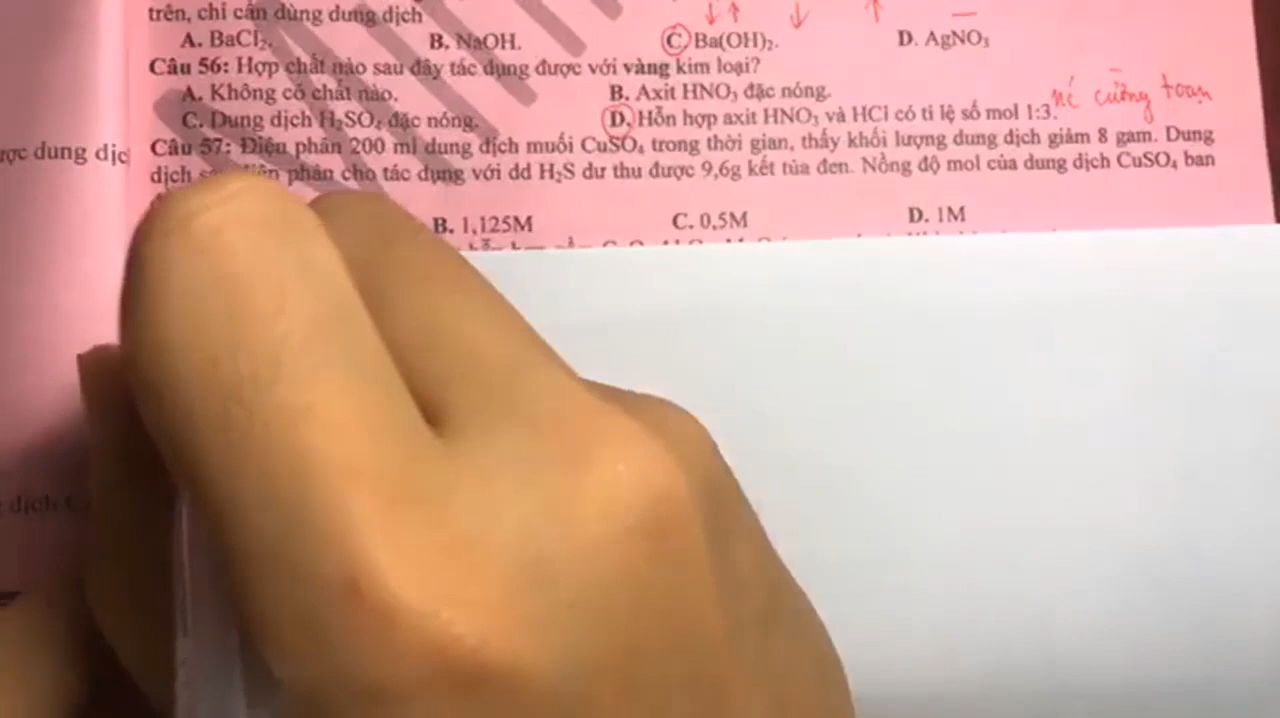 trên, chỉ cần dùng dung dịch
A. BaCl₂. B. NaOH. C. Ba(OH)₂. D. AgNO₃
Câu 56: Hợp chất nào sau đây tác dụng được với vàng kim loại?
A. Không có chất nào. B. Axit HNO₃ đặc nóng.
C. Dung dịch H₂SO₄ đặc nóng. D. Hỗn hợp axit HNO₃ và HCl có tỉ lệ số mol 1:3. cường toan
ược dung dịc
Câu 57: Điện phân 200 ml dung dịch muối CuSO₄ trong thời gian, thấy khối lượng dung dịch giảm 8 gam. Dung
dịch điện phân cho tác dụng với dd H₂S dư thu được 9,6g kết tủa đen. Nồng độ mol của dung dịch CuSO₄ ban
B. 1,125M C. 0,5M D. 1M
dịch